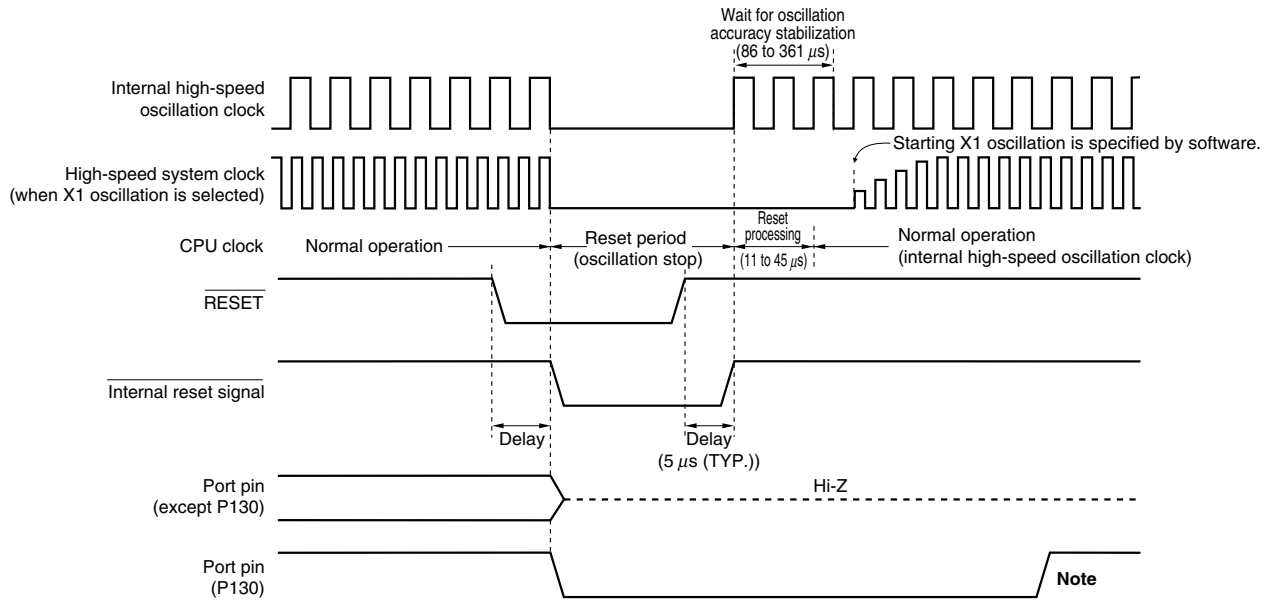 Wait for oscillation
accuracy stabilization
(86 to 361 μs)
Internal high-speed
oscillation clock
Starting X1 oscillation is specified by software.
High-speed system clock
(when X1 oscillation is selected)
CPU clock
Normal operation
Reset period
(oscillation stop)
Reset
processing
(11 to 45 μs)
Normal operation
(internal high-speed oscillation clock)
RESET
Internal reset signal
Delay
Delay
(5 μs (TYP.))
Port pin
(except P130)
Hi-Z
Port pin
(P130)
Note